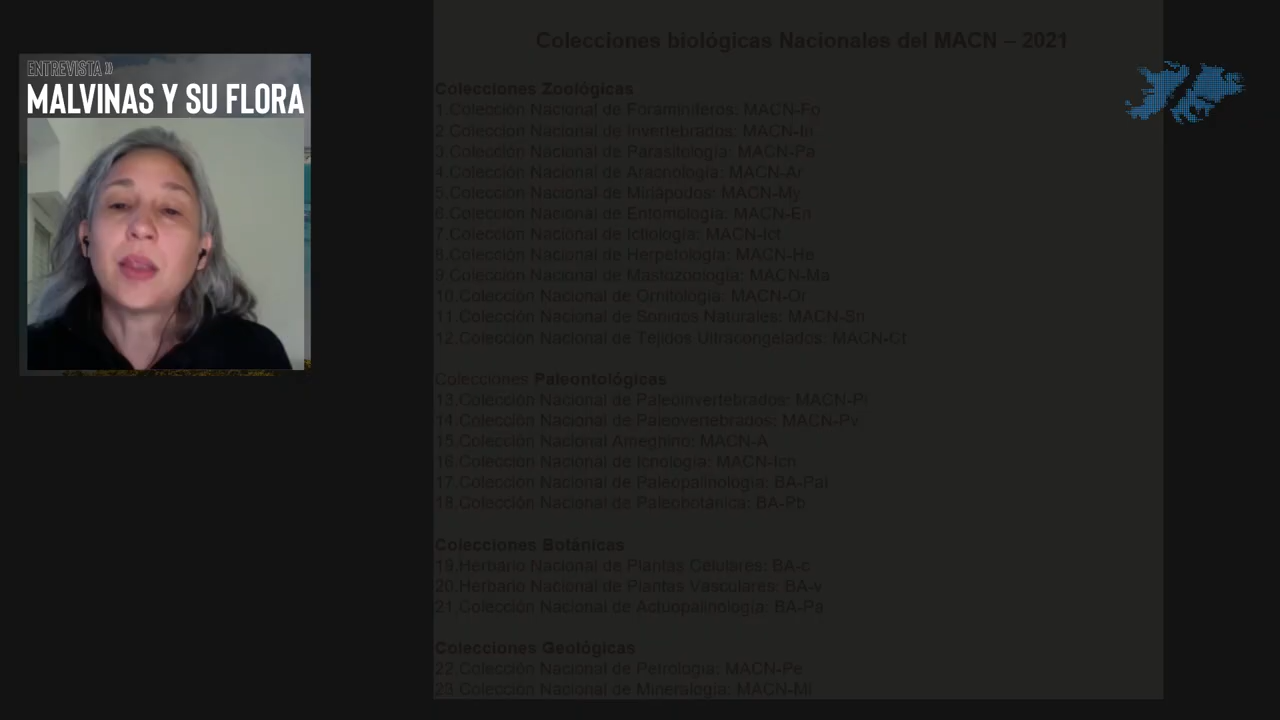 ENTREVISTA »
MALVINAS Y SU FLORA
Colecciones biológicas Nacionales del MACN – 2021
Colecciones Zoológicas
1.Colección Nacional de Foraminíferos: MACN-Fo
2.Colección Nacional de Invertebrados: MACN-In
3.Colección Nacional de Parasitología: MACN-Pa
4.Colección Nacional de Aracnología: MACN-Ar
5.Colección Nacional de Miriápodos: MACN-My
6.Colección Nacional de Entomología: MACN-En
7.Colección Nacional de Ictiología: MACN-Ict
8.Colección Nacional de Herpetología: MACN-He
9.Colección Nacional de Mastozoología: MACN-Ma
10.Colección Nacional de Ornitología: MACN-Or
11.Colección Nacional de Sonidos Naturales: MACN-Sn
12.Colección Nacional de Tejidos Ultracongelados: MACN-Ct
Colecciones Paleontológicas
13.Colección Nacional de Paleoinvertebrados: MACN-Pi
14.Colección Nacional de Paleovertebrados: MACN-Pv
15.Colección Nacional Ameghino: MACN-A
16.Colección Nacional de Icnología: MACN-Icn
17.Colección Nacional de Paleopalinología: BA-Pal
18.Colección Nacional de Paleobotánica: BA-Pb
Colecciones Botánicas
19.Herbario Nacional de Plantas Celulares: BA-c
20.Herbario Nacional de Plantas Vasculares: BA-v
21.Colección Nacional de Actuopalinología: BA-Pa
Colecciones Geológicas
22.Colección Nacional de Petrología: MACN-Pe
23.Colección Nacional de Mineralogía: MACN-Mi